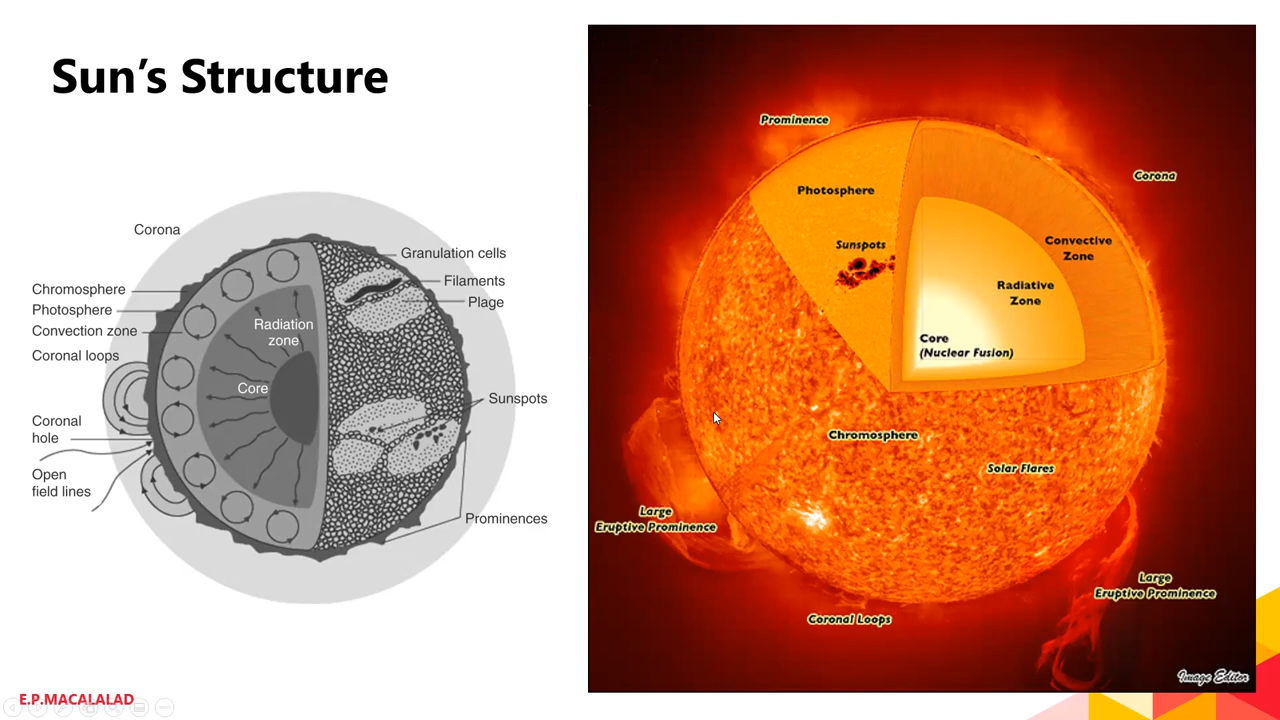 Sun's Structure
Corona
Chromosphere
Photosphere
Convection zone
Coronal loops
Coronal
hole
Open
field lines
Radiation
zone
Core
Granulation cells
Filaments
Plage
Sunspots
Prominences
Prominence
Corona
Photosphere
Sunspots
Convective
Zone
Radiative
Zone
Core
(Nuclear Fusion)
Chromosphere
Solar Flares
Large
Eruptive Prominence
Large
Eruptive Prominence
Coronal Loops
Image Editor
E.P.MACALALAD